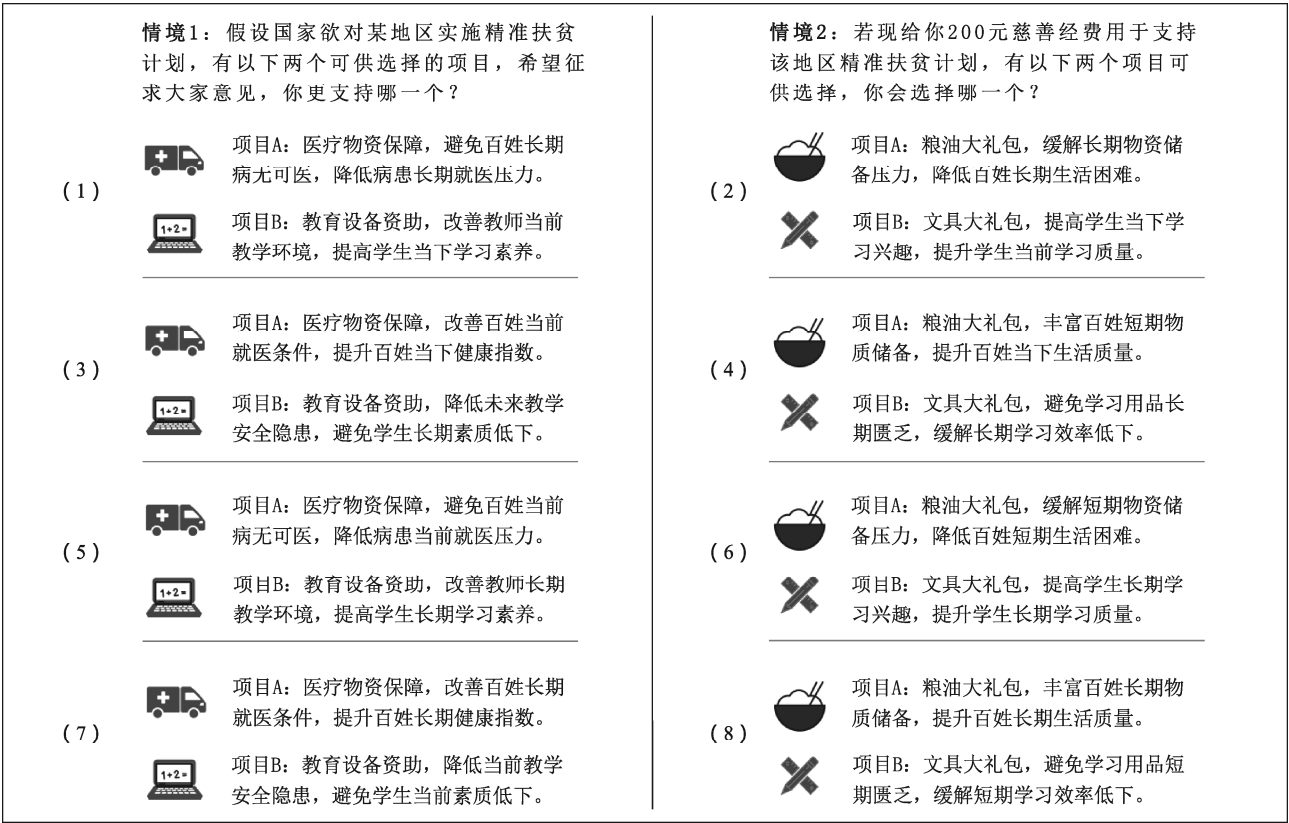 情境1：假设国家欲对某地区实施精准扶贫
计划，有以下两个可供选择的项目，希望征
求大家意见，你更支持哪一个？
(1)
项目A：医疗物资保障，避免百姓长期
病无可医，降低病患长期就医压力。
1+2=
项目B：教育设备资助，改善教师当前
教学环境，提高学生当下学习素养。
(3)
项目A：医疗物资保障，改善百姓当前
就医条件，提升百姓当下健康指数。
1+2=
项目B：教育设备资助，降低未来教学
安全隐患，避免学生长期素质低下。
(5)
项目A：医疗物资保障，避免百姓当前
病无可医，降低病患当前就医压力。
1+2=
项目B：教育设备资助，改善教师长期
教学环境，提高学生长期学习素养。
(7)
项目A：医疗物资保障，改善百姓长期
就医条件，提升百姓长期健康指数。
1+2=
项目B：教育设备资助，降低当前教学
安全隐患，避免学生当前素质低下。
情境2：若现给你200元慈善经费用于支持
该地区精准扶贫计划，有以下两个项目可
供选择，你会选择哪一个？
(2)
项目A：粮油大礼包，缓解长期物资储
备压力，降低百姓长期生活困难。
项目B：文具大礼包，提高学生当下学
习兴趣，提升学生当前学习质量。
(4)
项目A：粮油大礼包，丰富百姓短期物
质储备，提升百姓当下生活质量。
项目B：文具大礼包，避免学习用品长
期匮乏，缓解长期学习效率低下。
(6)
项目A：粮油大礼包，缓解短期物资储
备压力，降低百姓短期生活困难。
项目B：文具大礼包，提高学生长期学
习兴趣，提升学生长期学习质量。
(8)
项目A：粮油大礼包，丰富百姓长期物
质储备，提升百姓长期生活质量。
项目B：文具大礼包，避免学习用品短
期匮乏，缓解短期学习效率低下。